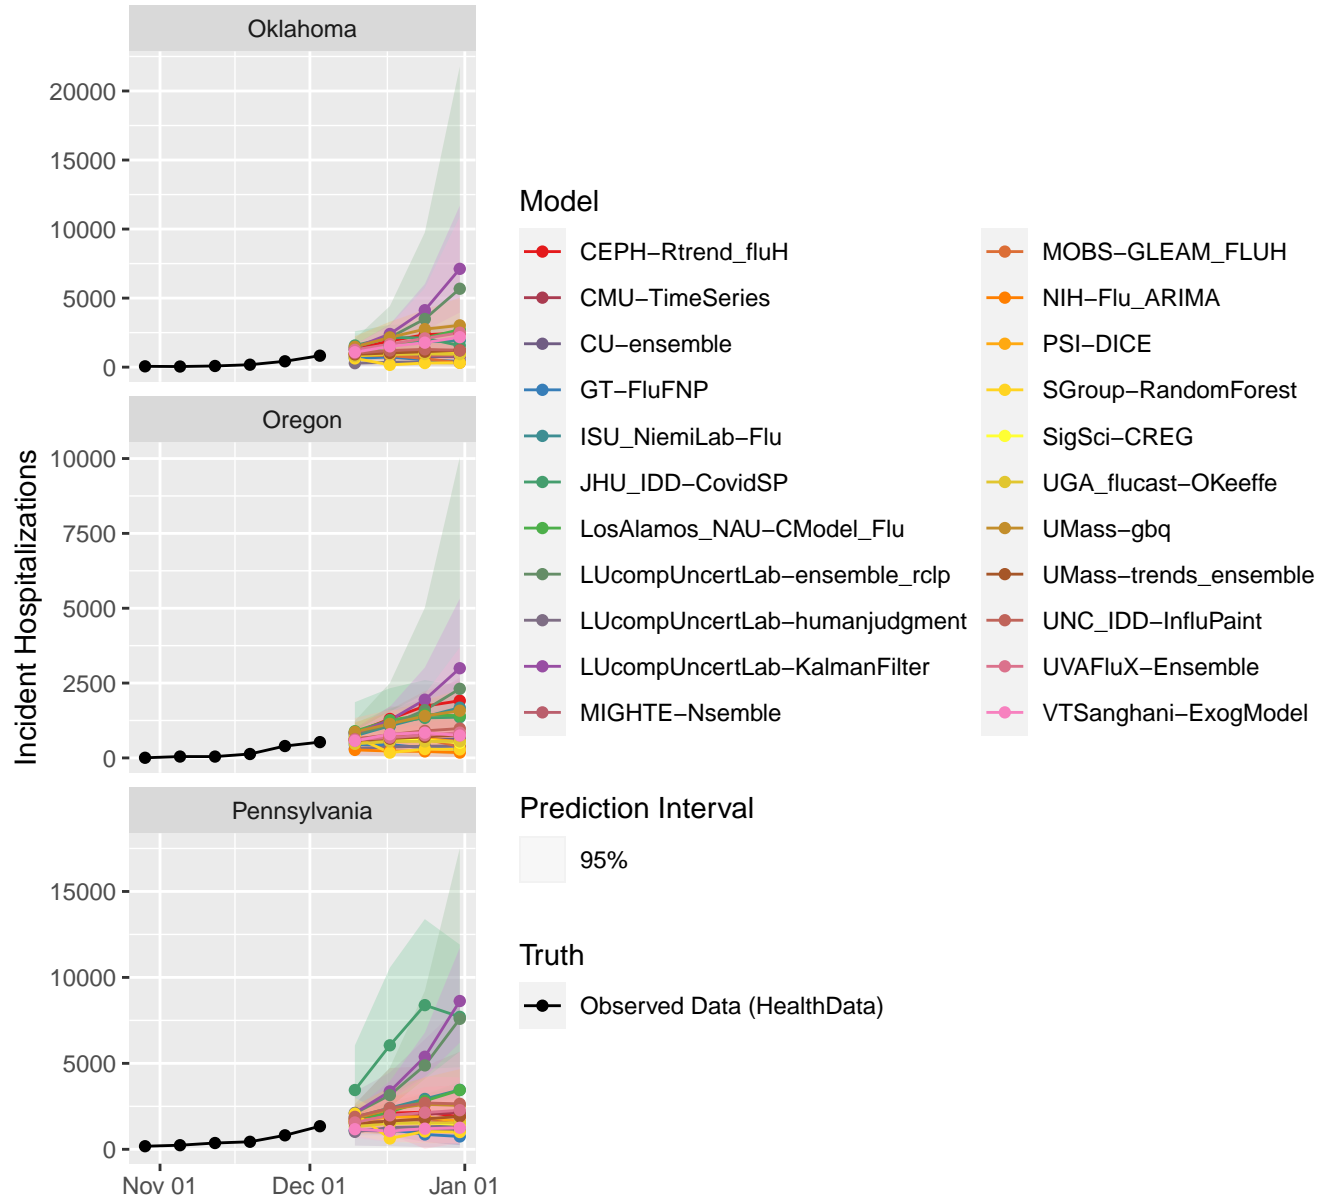 Oklahoma
20000
15000
10000
5000
0
Oregon
10000
7500
5000
2500
0
Pennsylvania
15000
10000
5000
0
Nov 01
Dec 01
Jan 01
Incident Hospitalizations
Model
CEPH−Rtrend_fluH
CMU−TimeSeries
CU−ensemble
GT−FluFNP
ISU_NiemiLab−Flu
JHU_IDD−CovidSP
LosAlamos_NAU−CModel_Flu
LUcompUncertLab−ensemble_rclp
LUcompUncertLab−humanjudgment
LUcompUncertLab−KalmanFilter
MIGHTE−Nsemble
MOBS−GLEAM_FLUH
NIH−Flu_ARIMA
PSI−DICE
SGroup−RandomForest
SigSci−CREG
UGA_flucast−OKeeffe
UMass−gbq
UMass−trends_ensemble
UNC_IDD−InfluPaint
UVAFluX−Ensemble
VTSanghani−ExogModel
Prediction Interval
95%
Truth
Observed Data (HealthData)